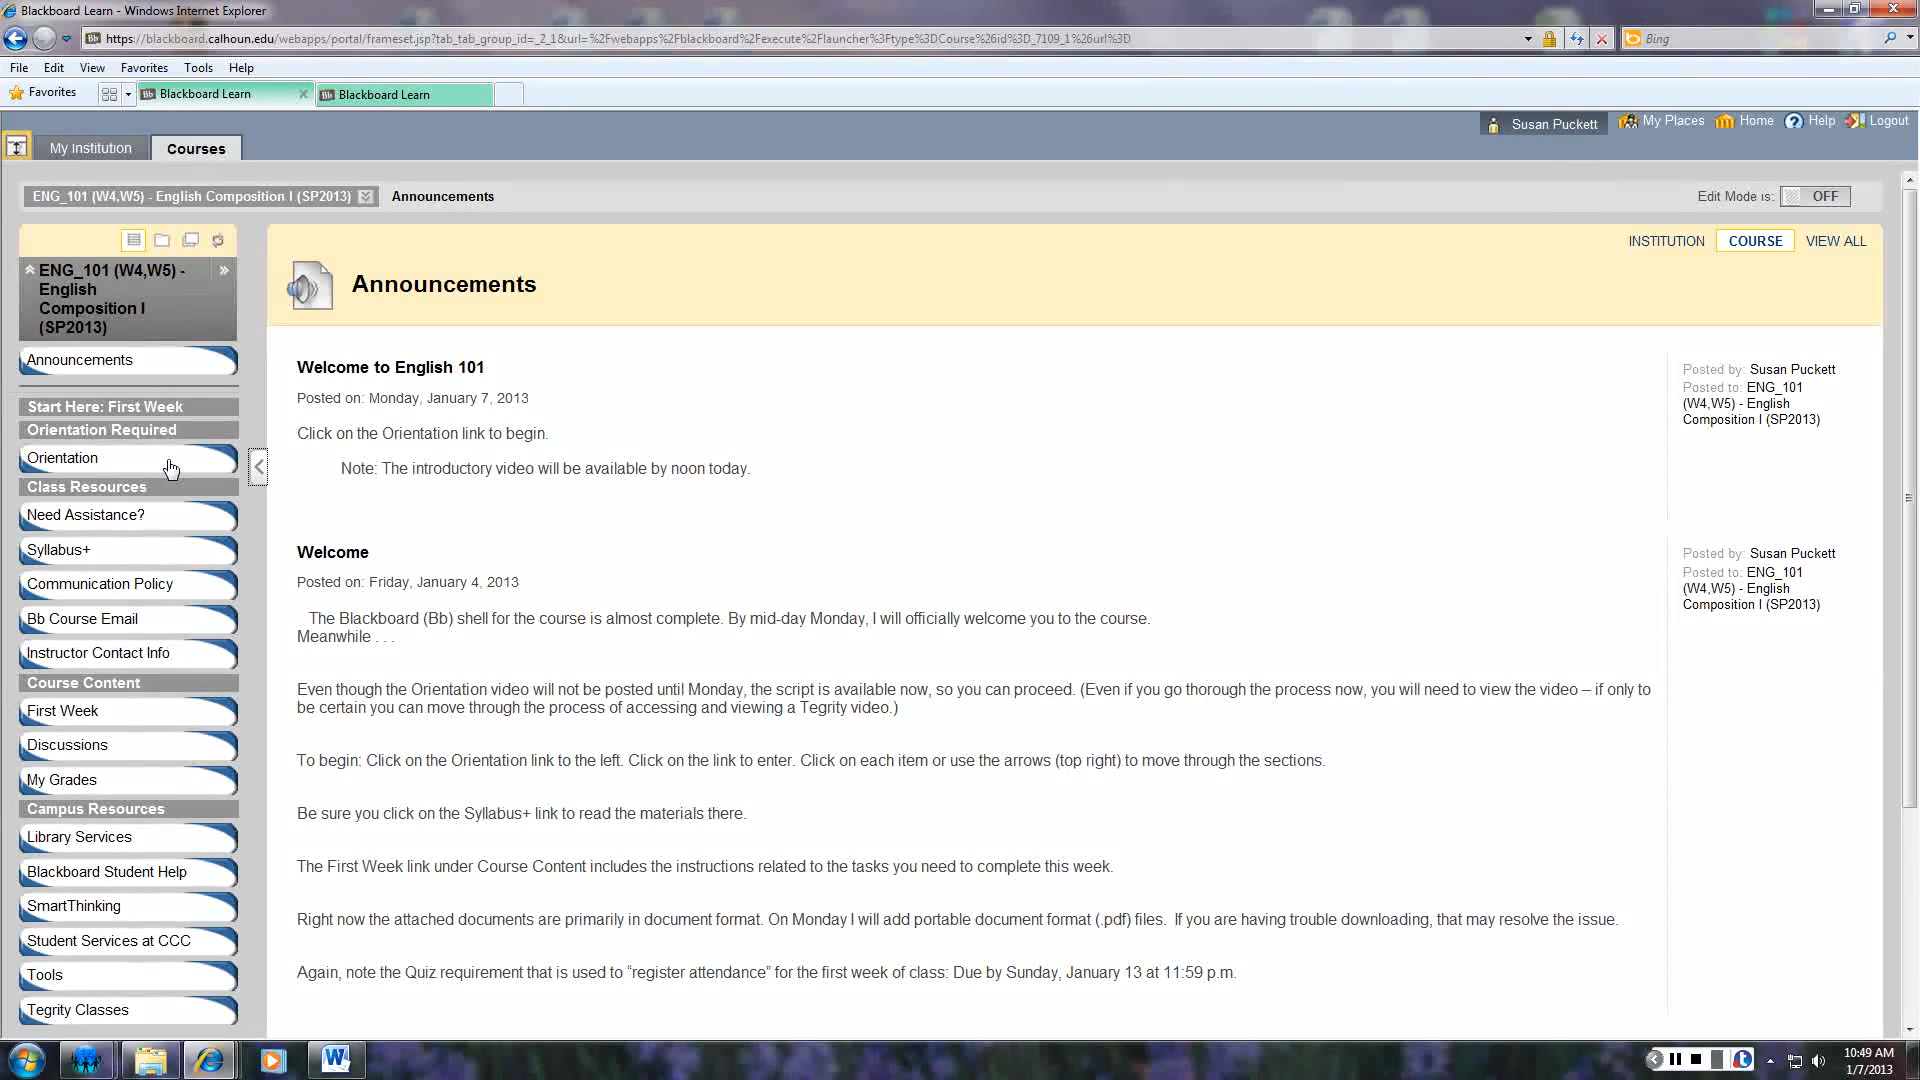 Blackboard Learn - Windows Internet Explorer
https://blackboard.calhoun.edu/webapps/portal/frameset.jsp?tab_tab_group_id=_2_1&url=%2Fwebapps%2Fblackboard%2Fexecute%2Flauncher%3Ftype%3DCourse%26id%3D_7109_1%26url%3D
Bing
File Edit View Favorites Tools Help
Favorites
Blackboard Learn
Blackboard Learn
Susan Puckett
My Places
Home
Help
Logout
My Institution
Courses
ENG_101 (W4,W5) - English Composition I (SP2013)
Announcements
Edit Mode is: OFF
ENG_101 (W4,W5) -
English
Composition I
(SP2013)
Announcements
Start Here: First Week
Orientation Required
Orientation
Class Resources
Need Assistance?
Syllabus+
Communication Policy
Bb Course Email
Instructor Contact Info
Course Content
First Week
Discussions
My Grades
Campus Resources
Library Services
Blackboard Student Help
SmartThinking
Student Services at CCC
Tools
Tegrity Classes
INSTITUTION COURSE VIEW ALL
Announcements
Welcome to English 101
Posted on: Monday, January 7, 2013
Click on the Orientation link to begin.
Note: The introductory video will be available by noon today.
Posted by: Susan Puckett
Posted to: ENG_101
(W4,W5) - English
Composition I (SP2013)
Welcome
Posted on: Friday, January 4, 2013
The Blackboard (Bb) shell for the course is almost complete. By mid-day Monday, I will officially welcome you to the course.
Meanwhile . . .
Even though the Orientation video will not be posted until Monday, the script is available now, so you can proceed. (Even if you go thorough the process now, you will need to view the video – if only to
be certain you can move through the process of accessing and viewing a Tegrity video.)
To begin: Click on the Orientation link to the left. Click on the link to enter. Click on each item or use the arrows (top right) to move through the sections.
Be sure you click on the Syllabus+ link to read the materials there.
The First Week link under Course Content includes the instructions related to the tasks you need to complete this week.
Right now the attached documents are primarily in document format. On Monday I will add portable document format (.pdf) files. If you are having trouble downloading, that may resolve the issue.
Again, note the Quiz requirement that is used to “register attendance” for the first week of class: Due by Sunday, January 13 at 11:59 p.m.
Posted by: Susan Puckett
Posted to: ENG_101
(W4,W5) - English
Composition I (SP2013)
10:49 AM
1/7/2013